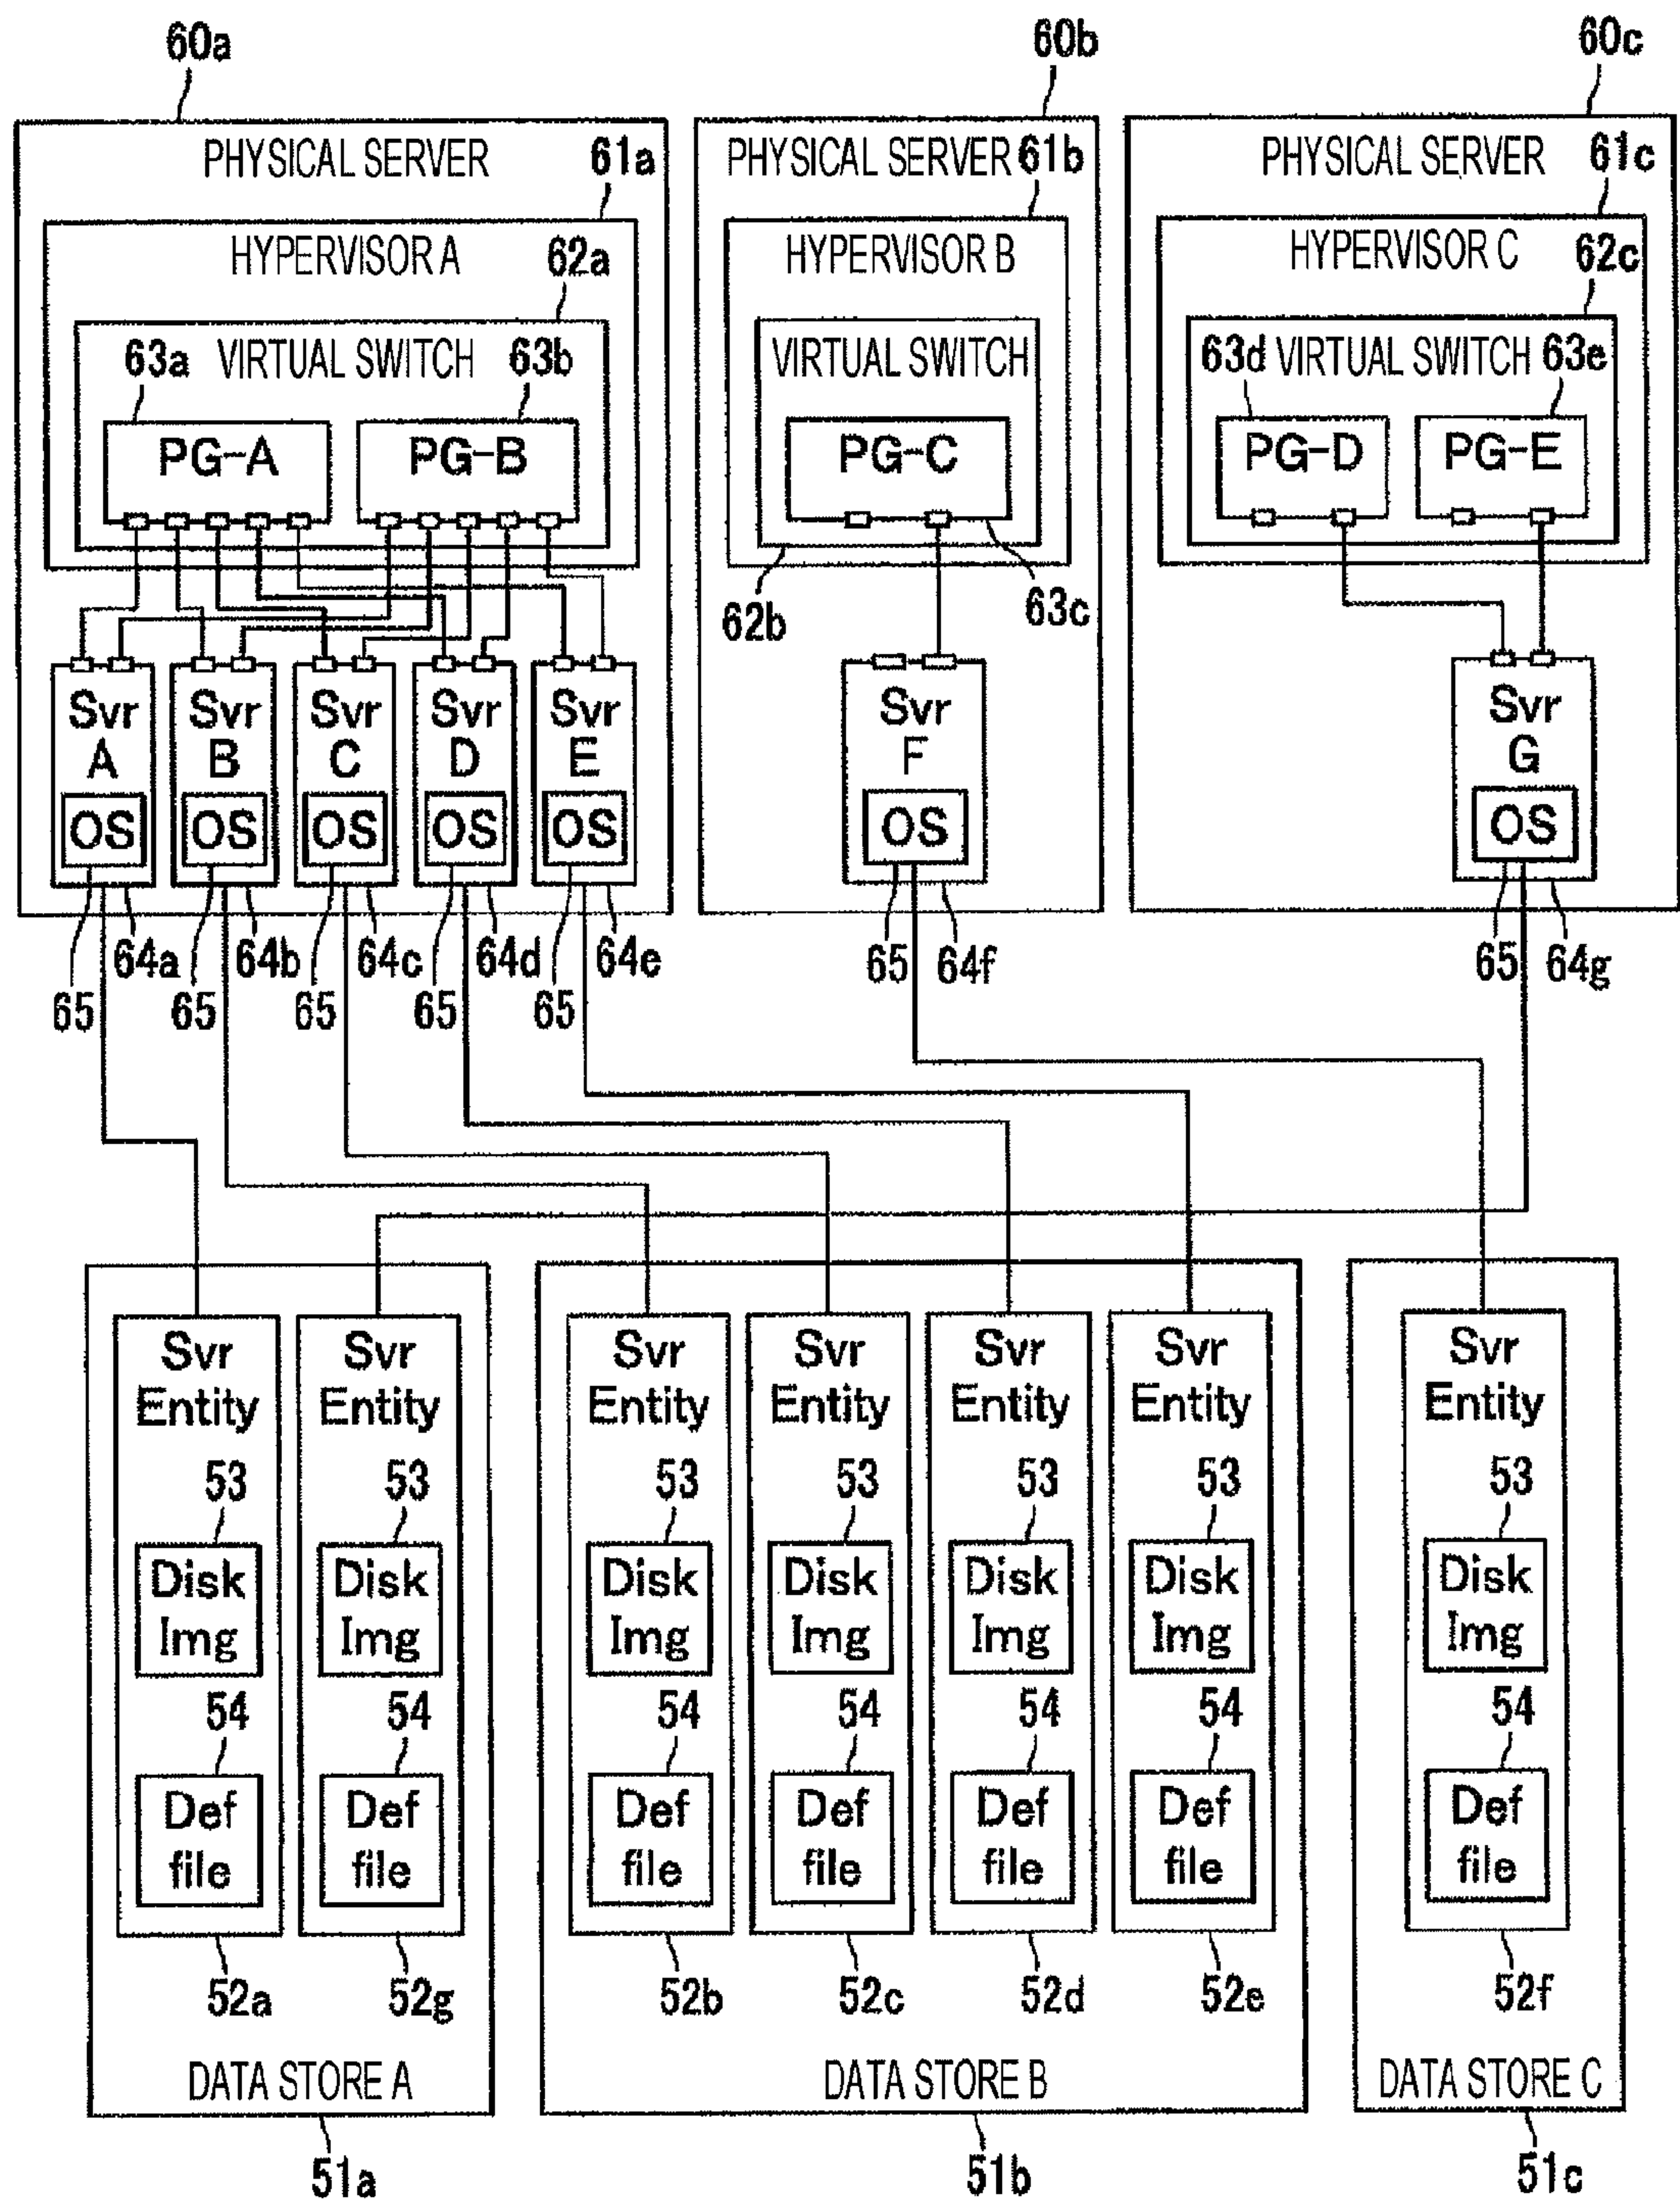 60a 60b 60c
PHYSICAL SERVER 61a PHYSICAL SERVER 61b PHYSICAL SERVER 61c
HYPERVISOR A 62a HYPERVISOR B HYPERVISOR C 62c
63a VIRTUAL SWITCH 63b VIRTUAL SWITCH 63d VIRTUAL SWITCH 63e
PG-A PG-B PG-C PG-D PG-E
62b 63c
Svr Svr Svr Svr Svr Svr Svr
A B C D E F G
OS OS OS OS OS OS OS
64a 64b 64c 64d 64e 65 64f 65 64g
65 65 65 65 65
Svr Svr Svr Svr Svr Svr Svr
Entity Entity Entity Entity Entity Entity Entity
53 53 53 53 53 53 53
Disk Disk Disk Disk Disk Disk Disk
Img Img Img Img Img Img Img
54 54 54 54 54 54 54
Def Def Def Def Def Def Def
file file file file file file file
52a 52g 52b 52c 52d 52e 52f
DATA STORE A DATA STORE B DATA STORE C
51a 51b 51c